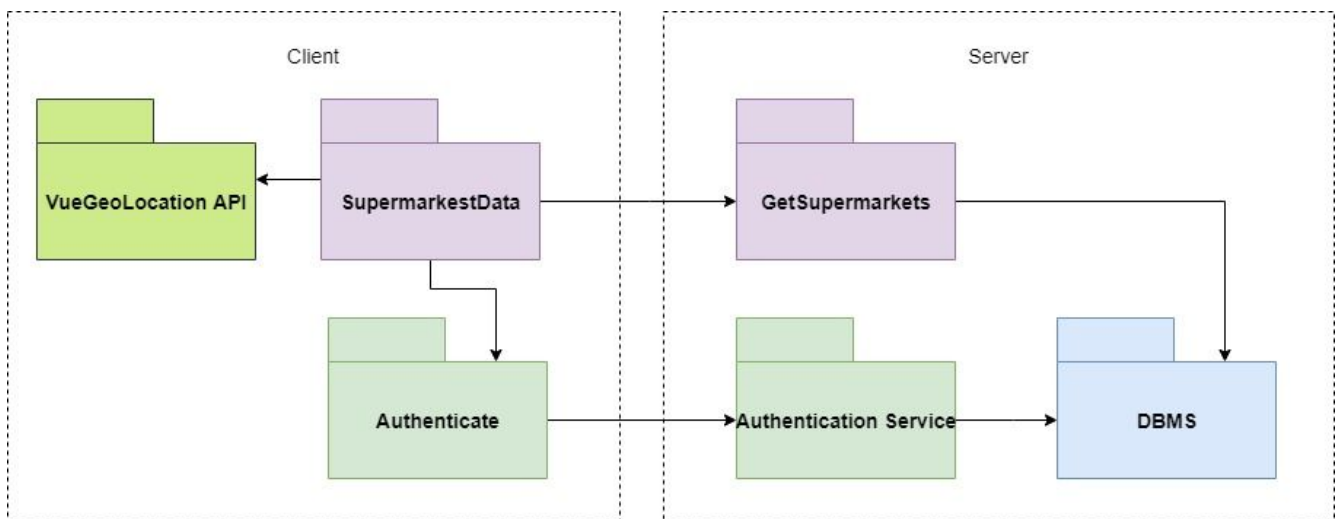 Client
Server
VueGeoLocation API
SupermarkestData
GetSupermarkets
Authenticate
Authentication Service
DBMS